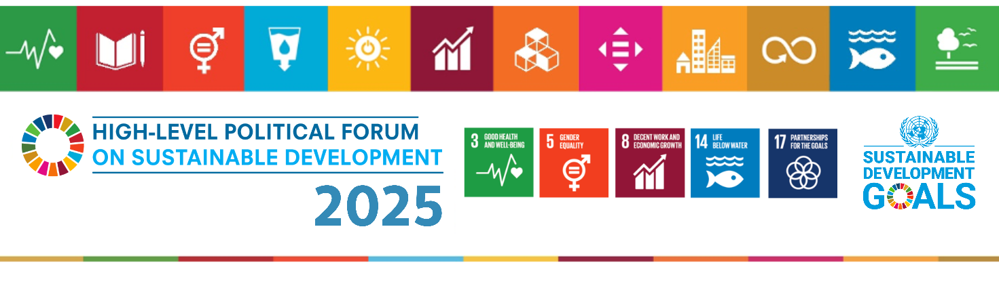 HIGH-LEVEL POLITICAL FORUM
ON SUSTAINABLE DEVELOPMENT
2025
3 GOOD HEALTH
AND WELL-BEING
5 GENDER
EQUALITY
8 DECENT WORK AND
ECONOMIC GROWTH
14 LIFE
BELOW WATER
17 PARTNERSHIPS
FOR THE GOALS
SUSTAINABLE
DEVELOPMENT
GOALS